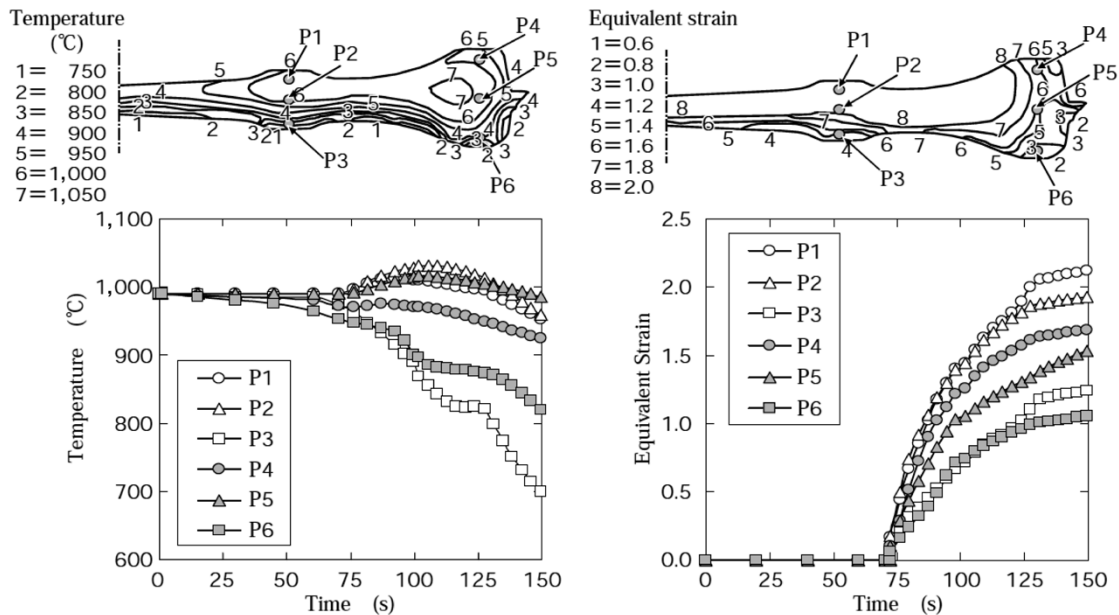 Temperature
(℃)
1= 750
2= 800
3= 850
4= 900
5= 950
6=1,000
7=1,050
P1
P2
P3
P4
P5
P6
Equivalent strain
1=0.6
2=0.8
3=1.0
4=1.2
5=1.4
6=1.6
7=1.8
8=2.0
P1
P2
P3
P4
P5
P6
1,100
1,000
900
800
700
600
Temperature (℃)
P1
P2
P3
P4
P5
P6
0 25 50 75 100 125 150
Time (s)
2.5
2.0
1.5
1.0
0.5
0.0
Equivalent Strain
P1
P2
P3
P4
P5
P6
0 25 50 75 100 125 150
Time (s)